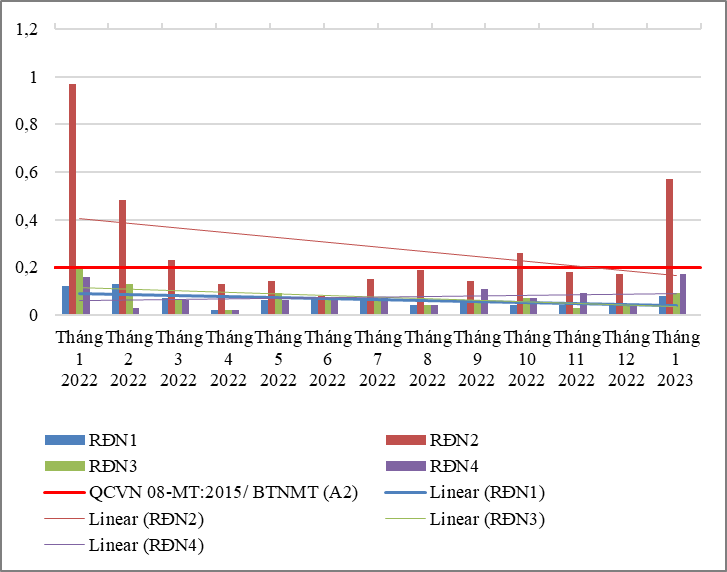 1,2
1
0,8
0,6
0,4
0,2
0
Tháng Tháng Tháng Tháng Tháng Tháng Tháng Tháng Tháng Tháng Tháng Tháng Tháng
1 2 3 4 5 6 7 8 9 10 11 12 1
2022 2022 2022 2022 2022 2022 2022 2022 2022 2022 2022 2022 2023
RĐN1 RĐN2
RĐN3 RĐN4
QCVN 08-MT:2015/ BTNMT (A2) Linear (RĐN1)
Linear (RĐN2) Linear (RĐN3)
Linear (RĐN4)